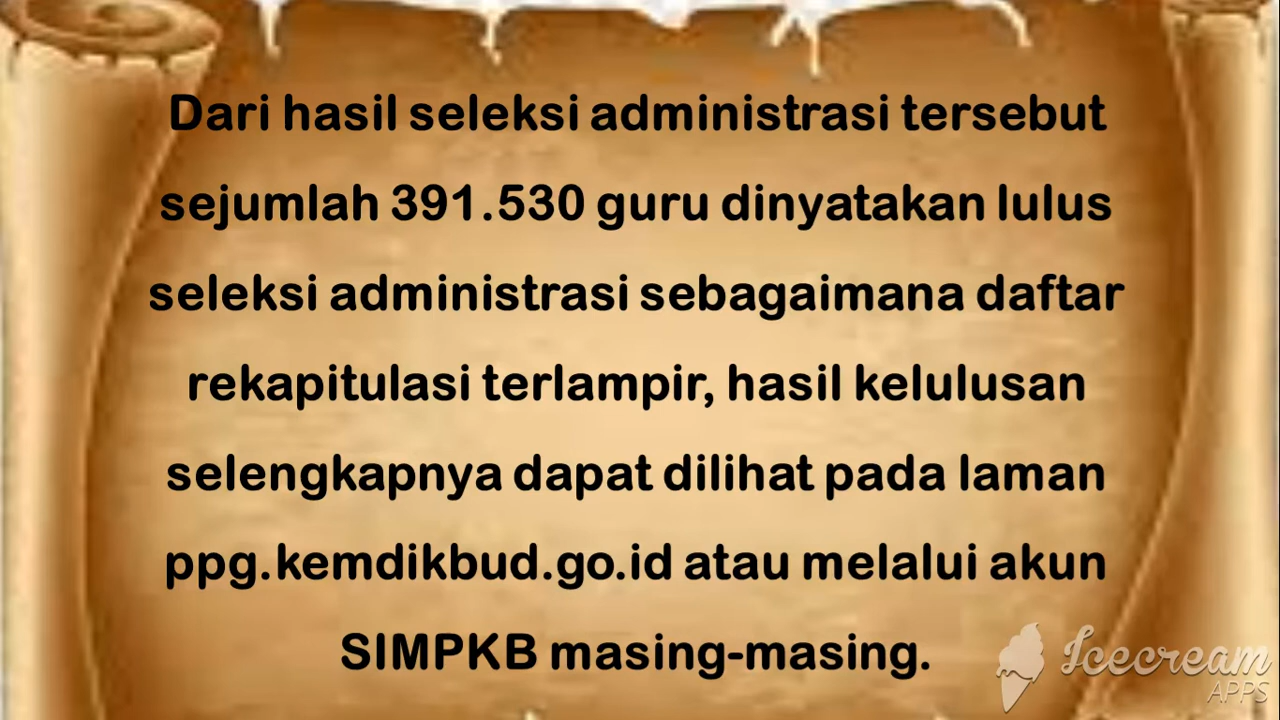 Dari hasil seleksi administrasi tersebut
sejumlah 391.530 guru dinyatakan lulus
seleksi administrasi sebagaimana daftar
rekapitulasi terlampir, hasil kelulusan
selengkapnya dapat dilihat pada laman
ppg.kemdikbud.go.id atau melalui akun
SIMPKB masing-masing.
Icecream
APPS